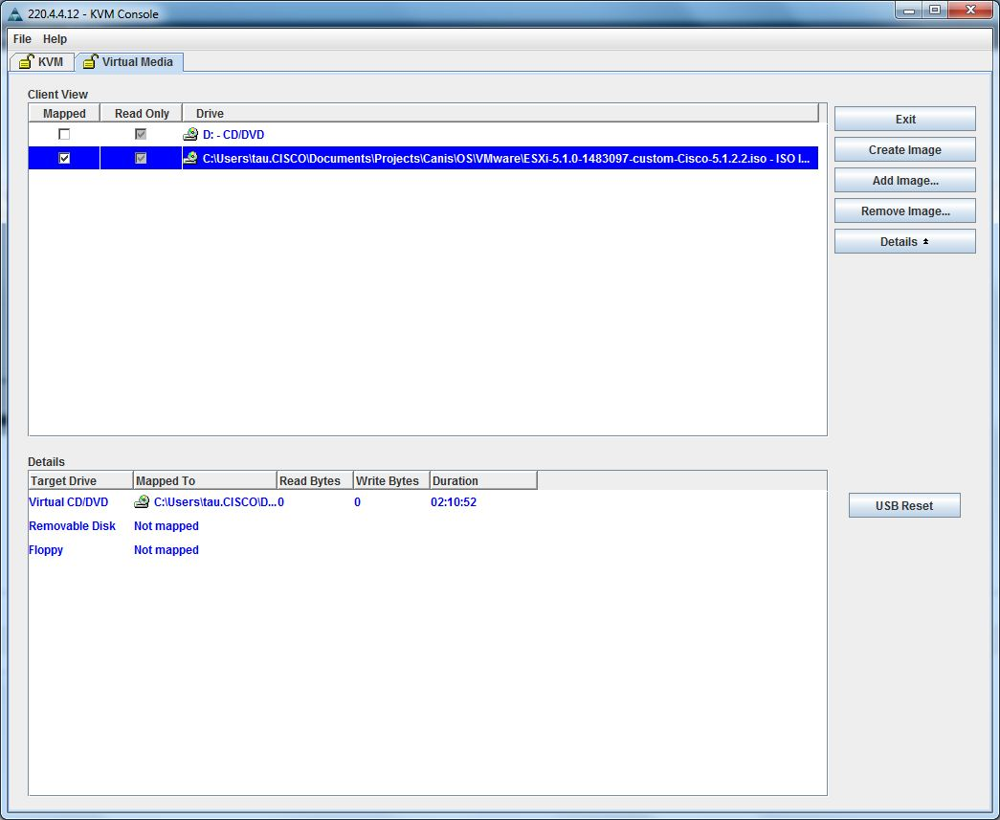 220.4.4.12 - KVM Console
File Help
KVM Virtual Media
Client View
Mapped Read Only Drive
D: - CD/DVD
C:\Users\tau.CISCO\Documents\Projects\Canis\OS\VMware\ESXi-5.1.0-1483097-custom-Cisco-5.1.2.2.iso - ISO I...
Exit
Create Image
Add Image...
Remove Image...
Details
Details
Target Drive Mapped To Read Bytes Write Bytes Duration
Virtual CD/DVD C:\Users\tau.CISCO\D... 0 0 02:10:52
Removable Disk Not mapped
Floppy Not mapped
USB Reset